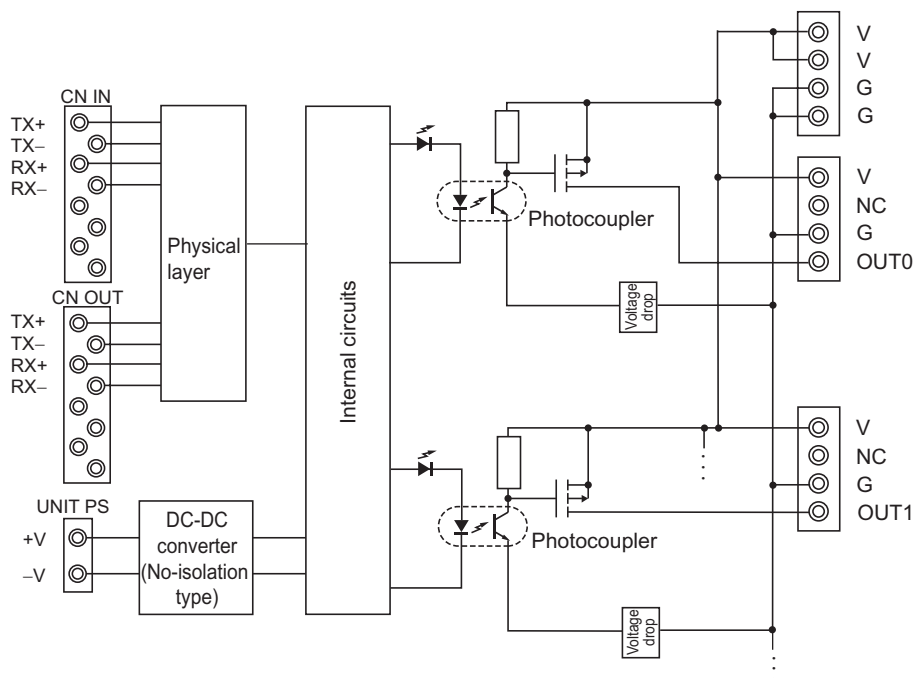 CN IN
TX+
TX−
RX+
RX−
Physical
layer
CN OUT
TX+
TX−
RX+
RX−
UNIT PS
+V
−V
DC-DC
converter
(No-isolation
type)
Internal circuits
Photocoupler
Voltage
drop
Photocoupler
Voltage
drop
V
V
G
G
V
NC
G
OUT0
V
NC
G
OUT1